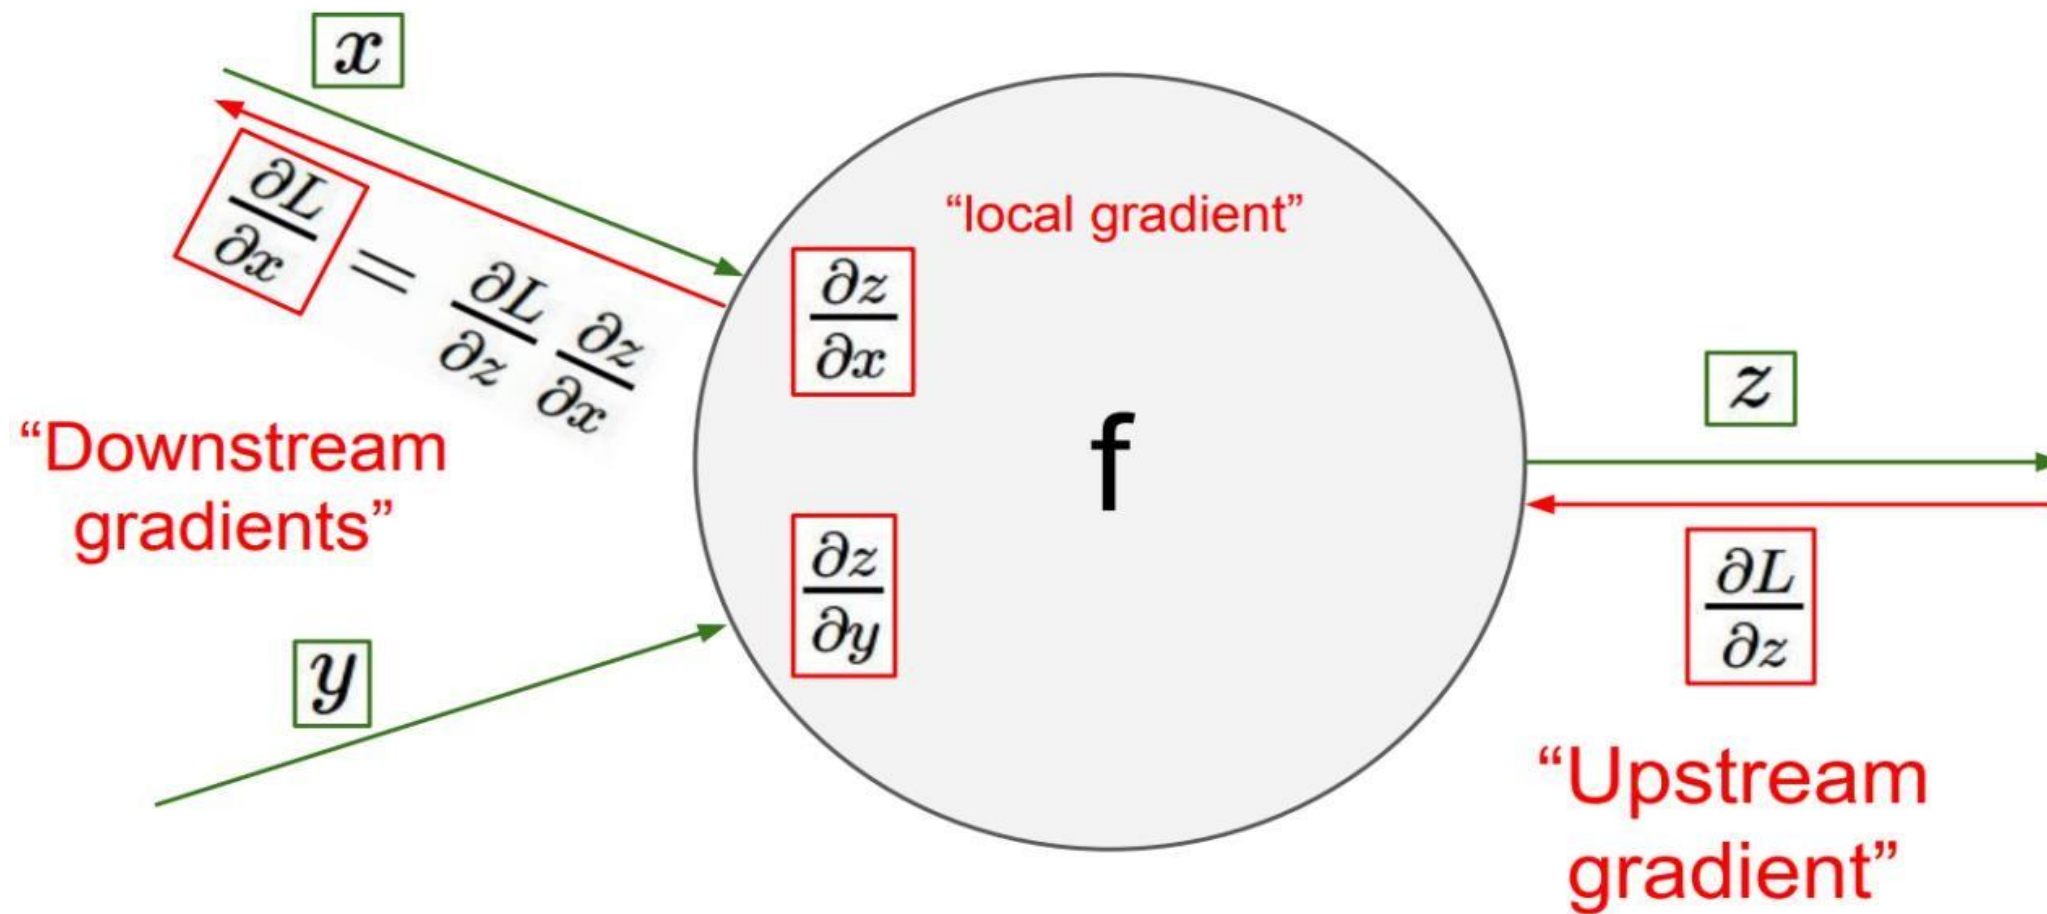 x
∂L/∂x = ∂L/∂z ∂z/∂x
“local gradient”
∂z/∂x
f
z
“Downstream
gradients”
∂z/∂y
∂L/∂z
y
“Upstream
gradient”